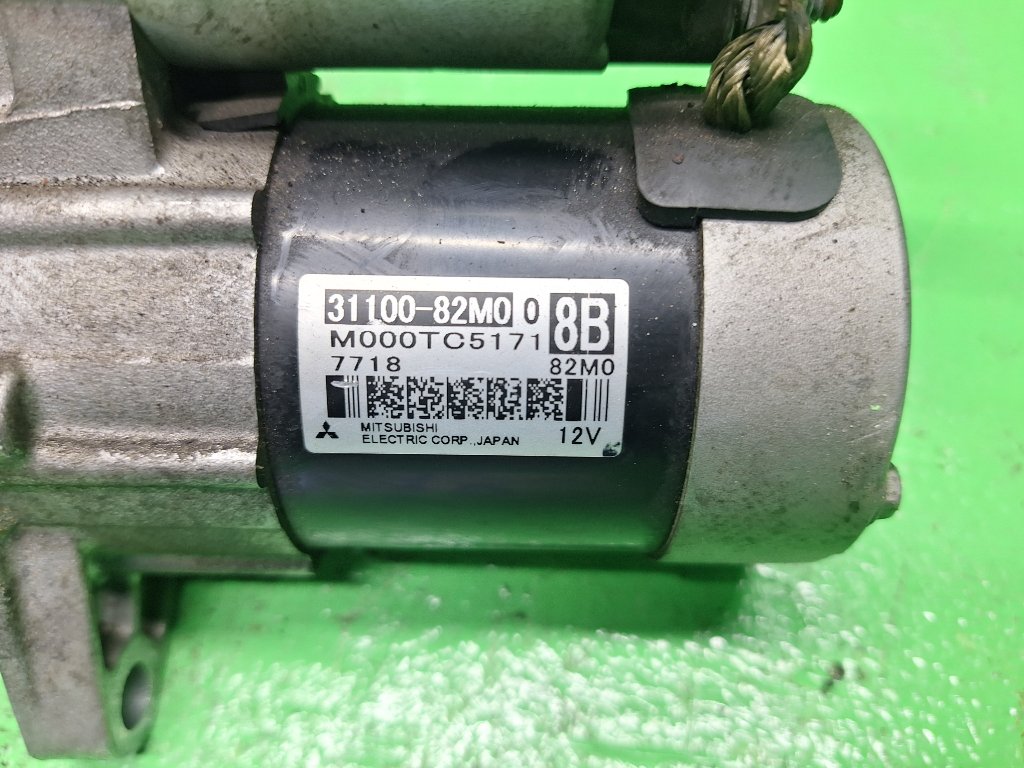 31100-82M0 0 8B
M000TC5171
7718 82M0
MITSUBISHI
ELECTRIC CORP.,JAPAN 12V